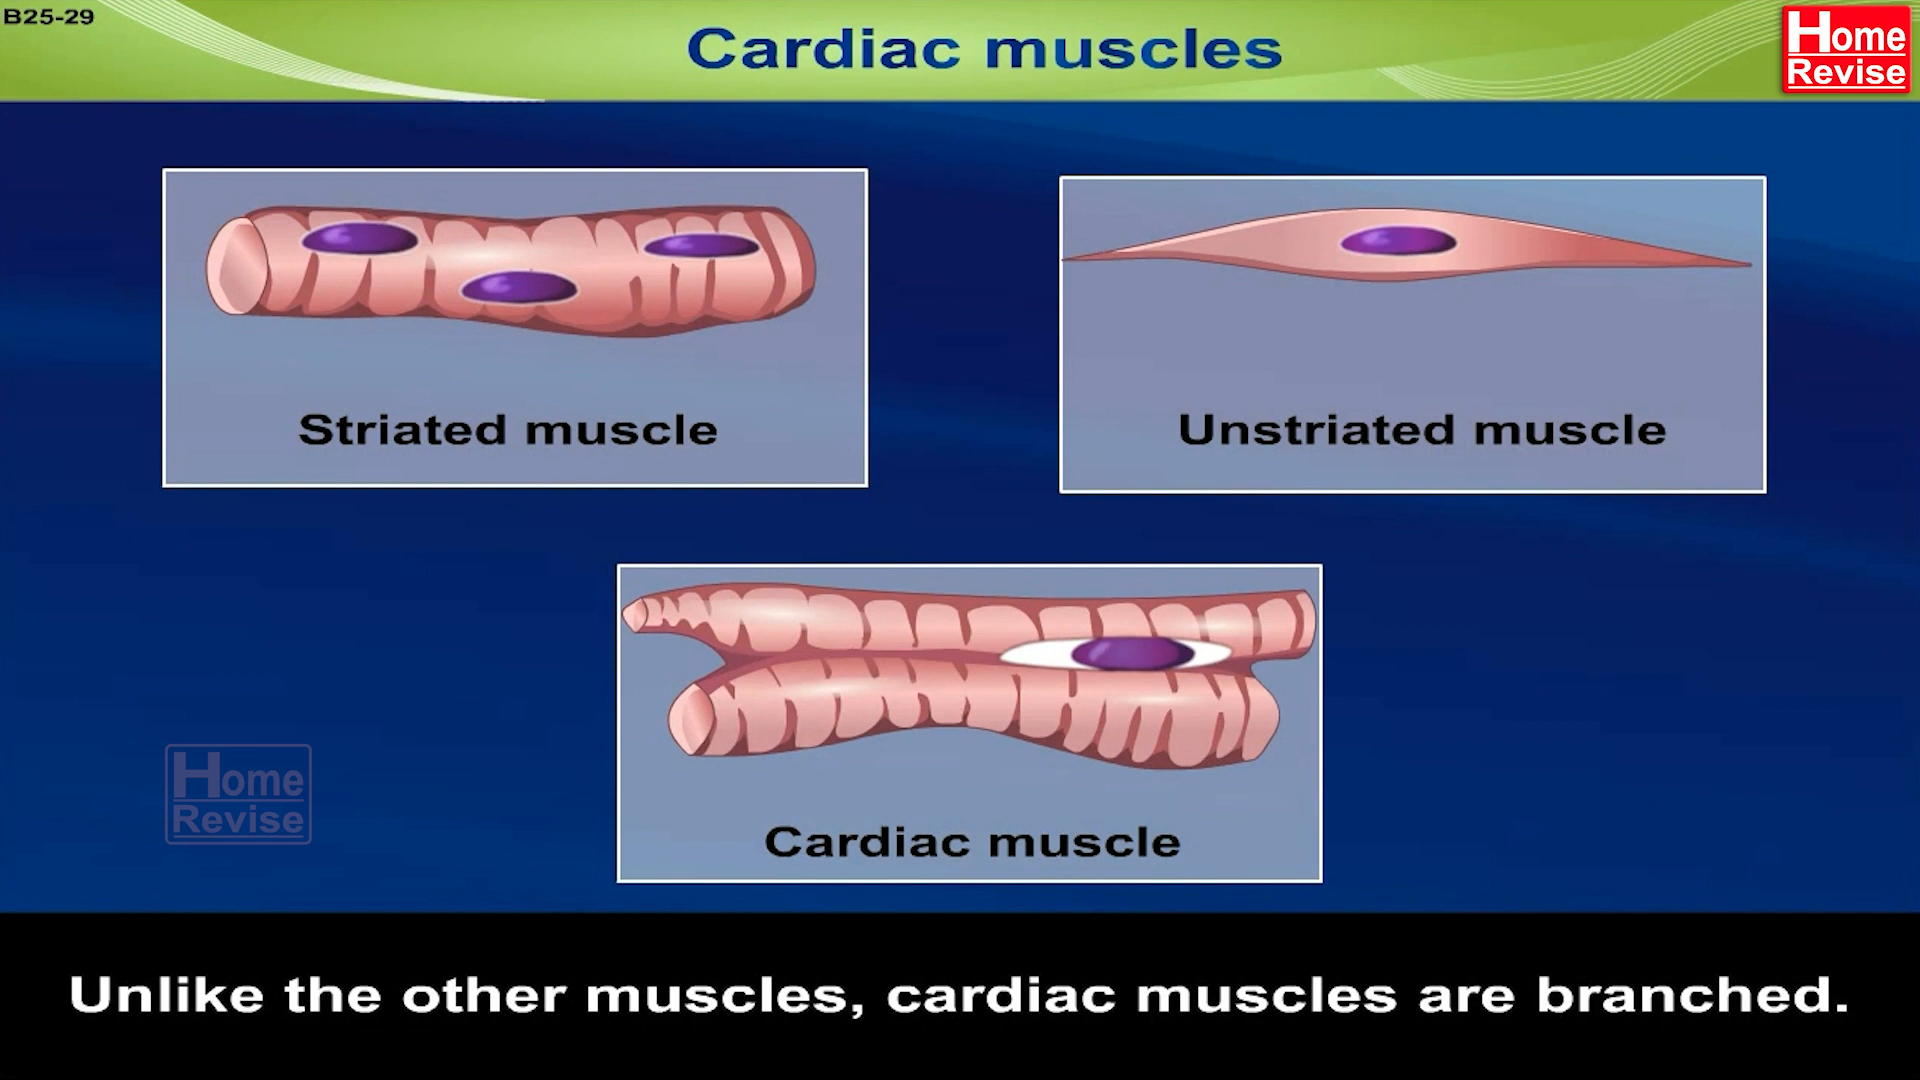 B25-29
Cardiac muscles
Home
Revise
Striated muscle
Unstriated muscle
Cardiac muscle
Home
Revise
Unlike the other muscles, cardiac muscles are branched.